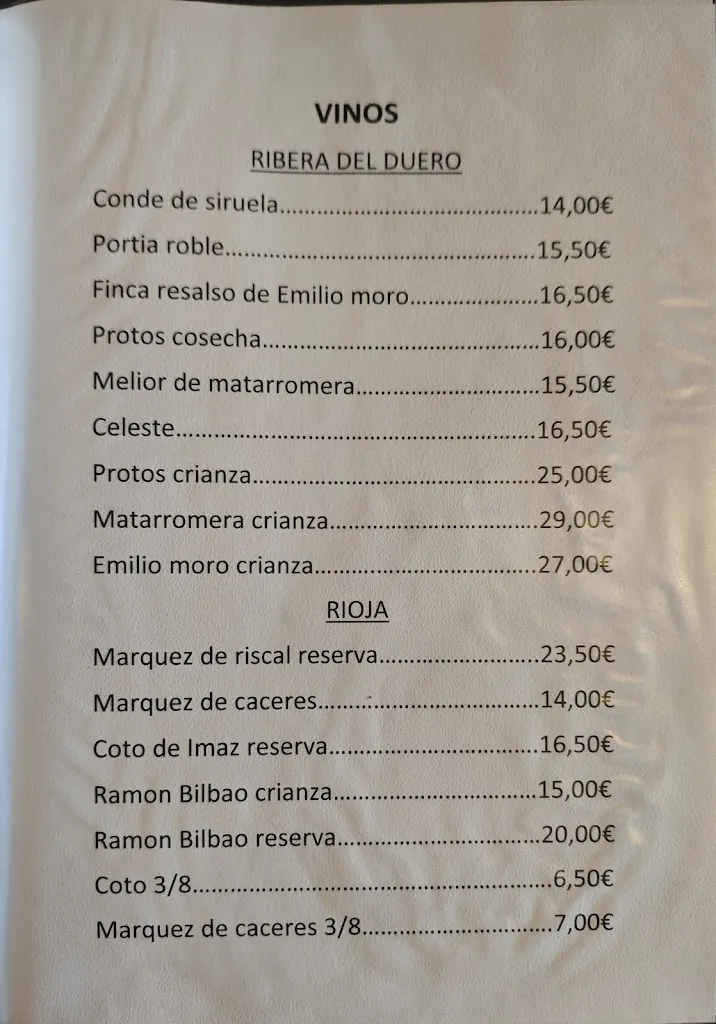 VINOS
RIBERA DEL DUERO
Conde de siruela.......................................14,00€
Portia roble...............................................15,50€
Finca resalso de Emilio moro...................16,50€
Protos cosecha..........................................16,00€
Melior de matarromera............................15,50€
Celeste......................................................16,50€
Protos crianza...........................................25,00€
Matarromera crianza................................29,00€
Emilio moro crianza..................................27,00€
RIOJA
Marquez de riscal reserva........................23,50€
Marquez de caceres..................................14,00€
Coto de Imaz reserva................................16,50€
Ramon Bilbao crianza...............................15,00€
Ramon Bilbao reserva...............................20,00€
Coto 3/8......................................................6,50€
Marquez de caceres 3/8.............................7,00€